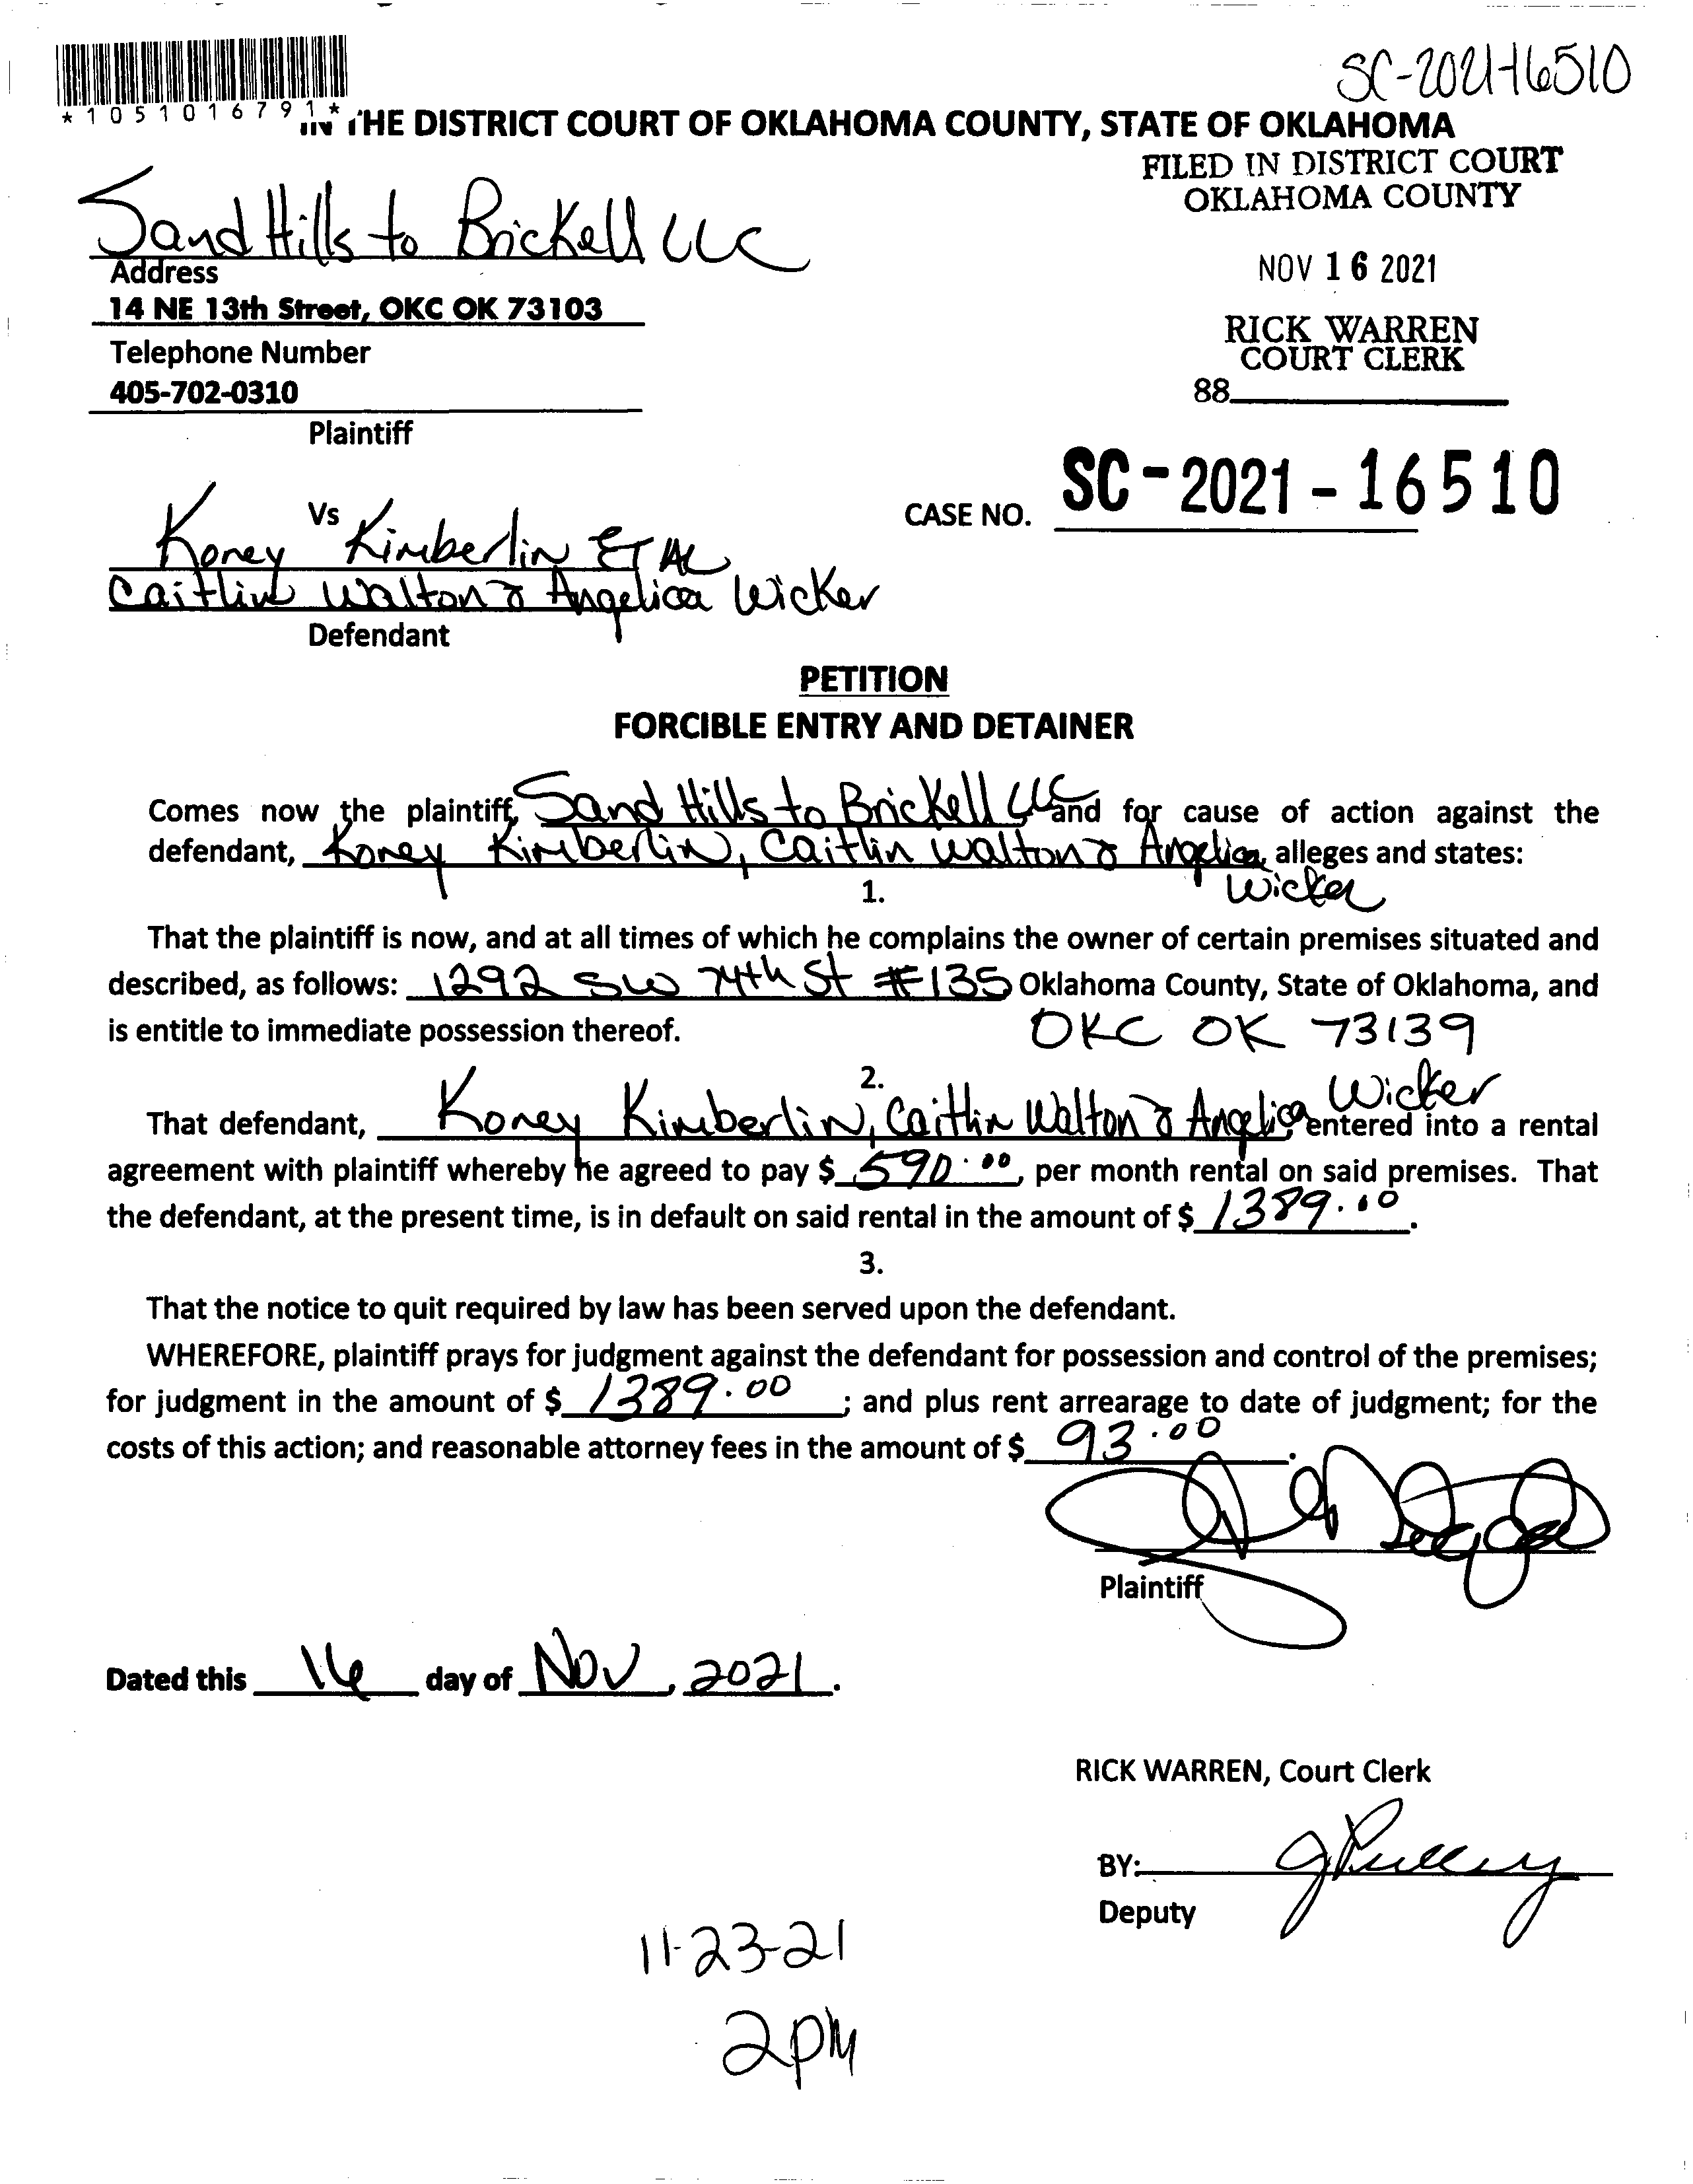 SC-2021-16510
*1051016791*
IN THE DISTRICT COURT OF OKLAHOMA COUNTY, STATE OF OKLAHOMA
FILED IN DISTRICT COURT
OKLAHOMA COUNTY
Sand Hills to Brickell LLC
Address
14 NE 13th Street, OKC OK 73103
NOV 16 2021
RICK WARREN
COURT CLERK
88
Telephone Number
405-702-0310
Plaintiff
CASE NO. SC-2021-16510
Vs
Korey Kimberlin ET AL
Caitlin Walton & Angelica Wicker
Defendant
PETITION
FORCIBLE ENTRY AND DETAINER
Comes now the plaintiff, Sand Hills to Brickell LLC and for cause of action against the
defendant, Korey Kimberlin, Caitlin Walton & Angelica, alleges and states:
Wicker
1.
That the plaintiff is now, and at all times of which he complains the owner of certain premises situated and
described, as follows: 1292 SW 74th St #135 Oklahoma County, State of Oklahoma, and
is entitle to immediate possession thereof. OKC OK 73139
2.
That defendant, Korey Kimberlin, Caitlin Walton & Angelica Wicker entered into a rental
agreement with plaintiff whereby he agreed to pay $ 590.00, per month rental on said premises. That
the defendant, at the present time, is in default on said rental in the amount of $ 1389.00.
3.
That the notice to quit required by law has been served upon the defendant.
WHEREFORE, plaintiff prays for judgment against the defendant for possession and control of the premises;
for judgment in the amount of $ 1389.00; and plus rent arrearage to date of judgment; for the
costs of this action; and reasonable attorney fees in the amount of $ 93.00.
Plaintiff
Dated this 16 day of Nov, 2021.
RICK WARREN, Court Clerk
BY:
Deputy
11-23-21
2pm